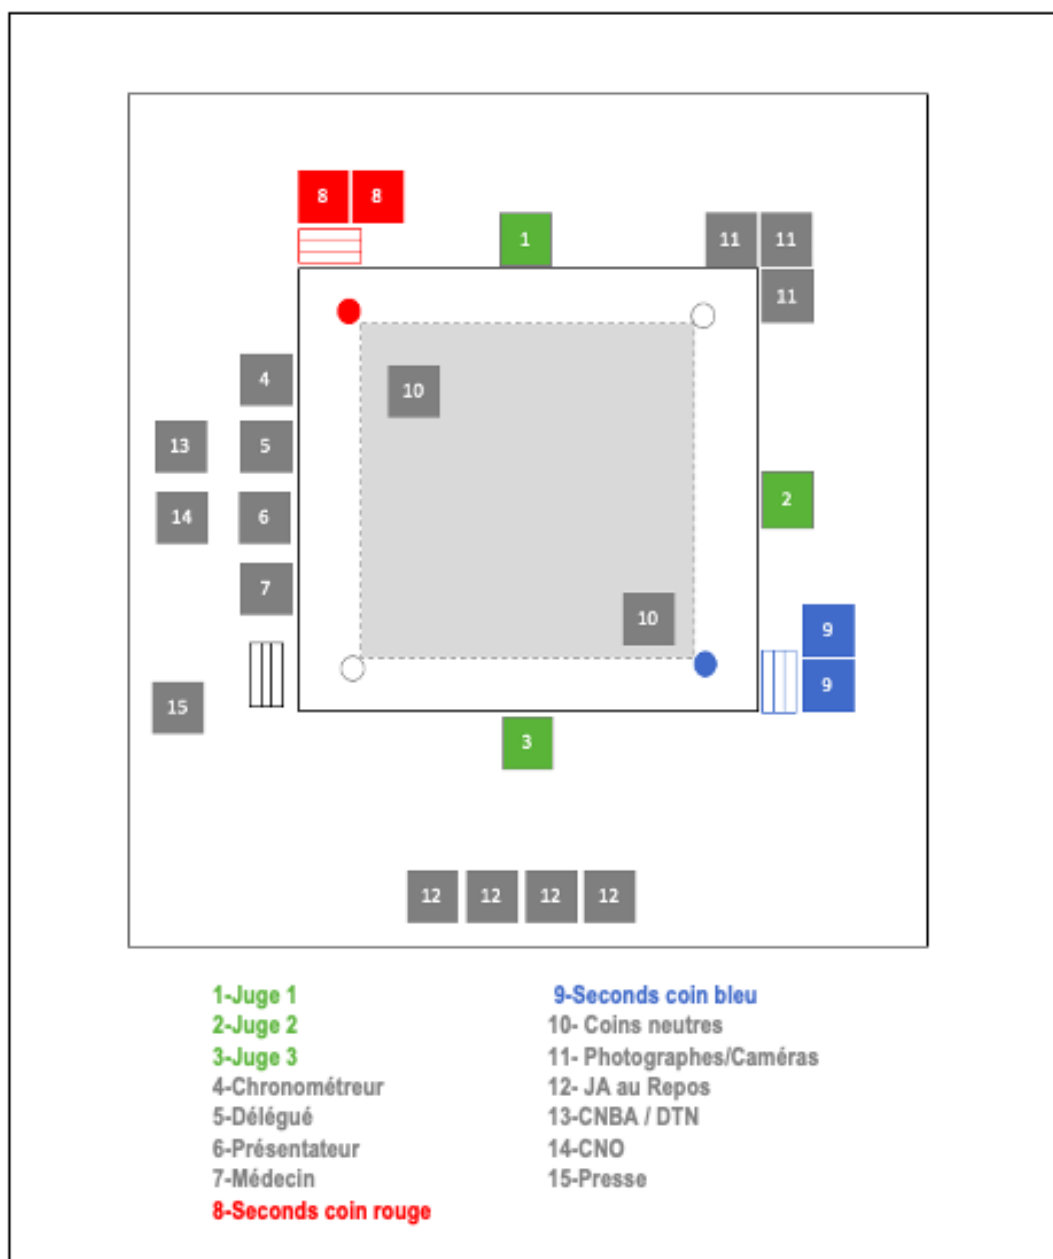 8 8
1
11 11
11
4
10
13 5
2
14 6
7
10
9
9
15
3
12 12 12 12
1-Juge 1
2-Juge 2
3-Juge 3
4-Chronométreur
5-Délégué
6-Présentateur
7-Médecin
8-Seconds coin rouge
9-Seconds coin bleu
10- Coins neutres
11- Photographes/Caméras
12- JA au Repos
13-CNBA / DTN
14-CNO
15-Presse